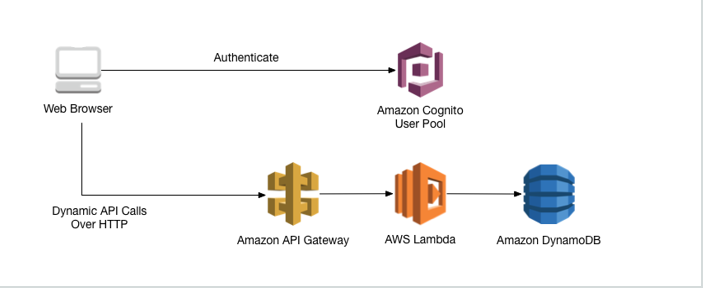 Authenticate
Web Browser
Amazon Cognito
User Pool
Dynamic API Calls
Over HTTP
Amazon API Gateway
AWS Lambda
Amazon DynamoDB